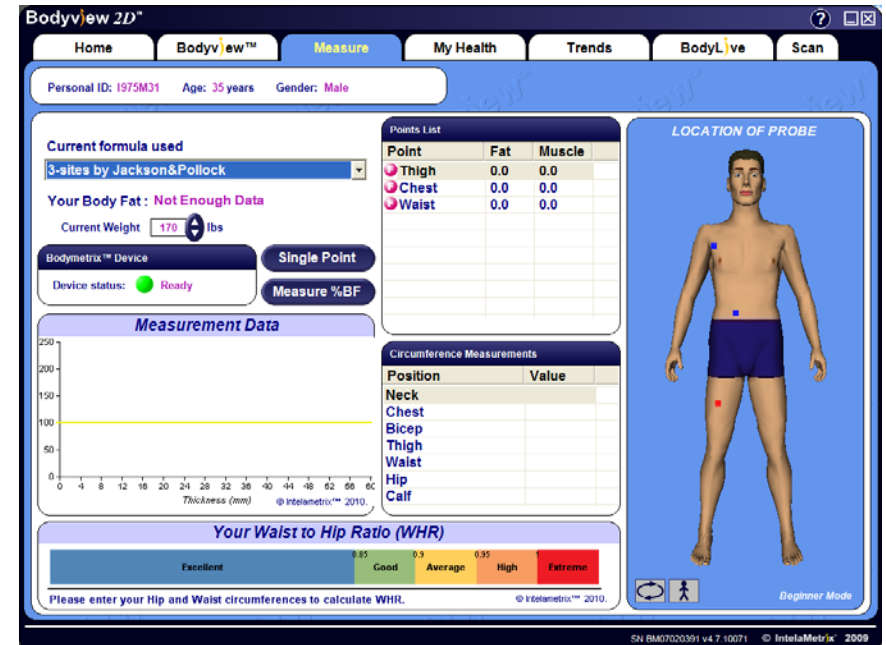 Bodyview 2D™
?
Home Bodyview™ Measure My Health Trends BodyLive Scan
Personal ID: 1975M31 Age: 35 years Gender: Male
Current formula used
3-sites by Jackson&Pollock
Your Body Fat : Not Enough Data
Current Weight 170 lbs
Bodymetrix™ Device
Device status: Ready
Single Point
Measure %BF
Measurement Data
250
200
150
100
50
0
0 4 8 12 16 20 24 28 32 36 40 44 48 52 56 60
Thickness (mm) © Intelametrix™ 2010.
Points List
Point Fat Muscle
Thigh 0.0 0.0
Chest 0.0 0.0
Waist 0.0 0.0
Circumference Measurements
Position Value
Neck
Chest
Bicep
Thigh
Waist
Hip
Calf
LOCATION OF PROBE
Beginner Mode
Your Waist to Hip Ratio (WHR)
0.85 0.9 0.95 1
Excellent Good Average High Extreme
Please enter your Hip and Waist circumferences to calculate WHR. © Intelametrix™ 2010.
SN BM07020391 v4.7.10071 © IntelaMetrix® 2009